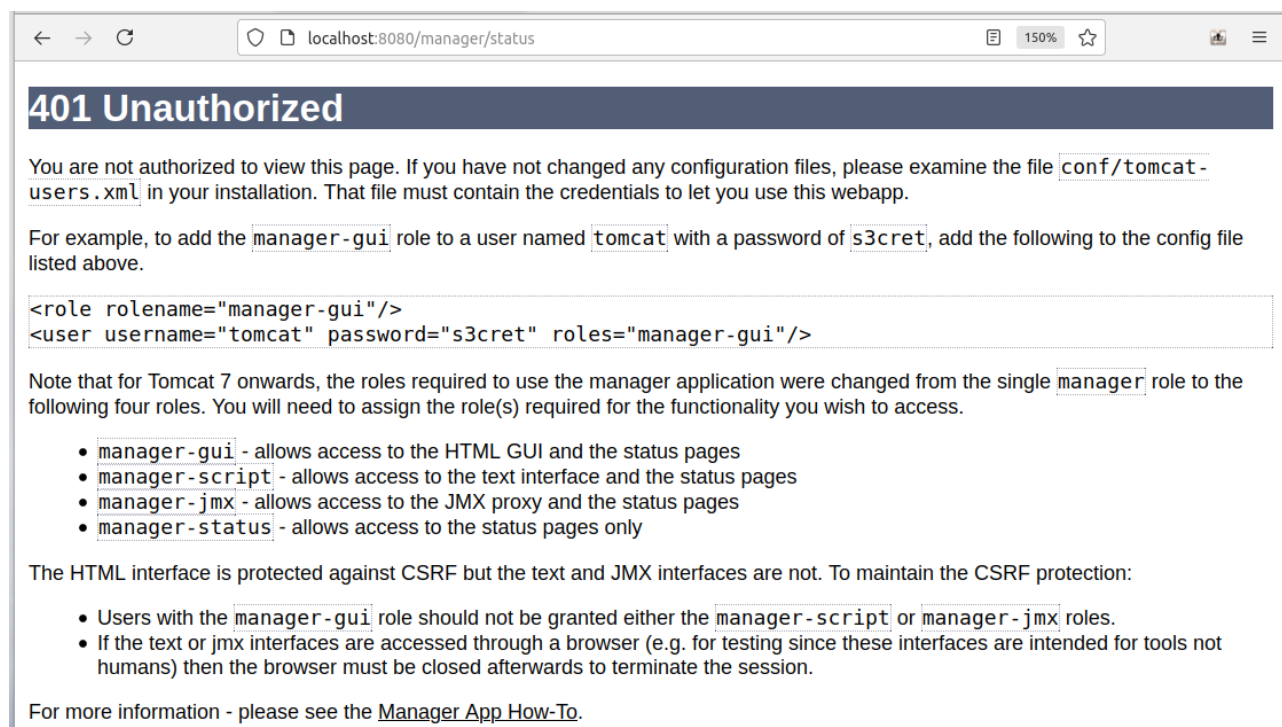 localhost:8080/manager/status
150%
401 Unauthorized
You are not authorized to view this page. If you have not changed any configuration files, please examine the file conf/tomcat-
users.xml in your installation. That file must contain the credentials to let you use this webapp.
For example, to add the manager-gui role to a user named tomcat with a password of s3cret, add the following to the config file
listed above.
<role rolename="manager-gui"/>
<user username="tomcat" password="s3cret" roles="manager-gui"/>
Note that for Tomcat 7 onwards, the roles required to use the manager application were changed from the single manager role to the
following four roles. You will need to assign the role(s) required for the functionality you wish to access.
• manager-gui - allows access to the HTML GUI and the status pages
• manager-script - allows access to the text interface and the status pages
• manager-jmx - allows access to the JMX proxy and the status pages
• manager-status - allows access to the status pages only
The HTML interface is protected against CSRF but the text and JMX interfaces are not. To maintain the CSRF protection:
• Users with the manager-gui role should not be granted either the manager-script or manager-jmx roles.
• If the text or jmx interfaces are accessed through a browser (e.g. for testing since these interfaces are intended for tools not
humans) then the browser must be closed afterwards to terminate the session.
For more information - please see the Manager App How-To.